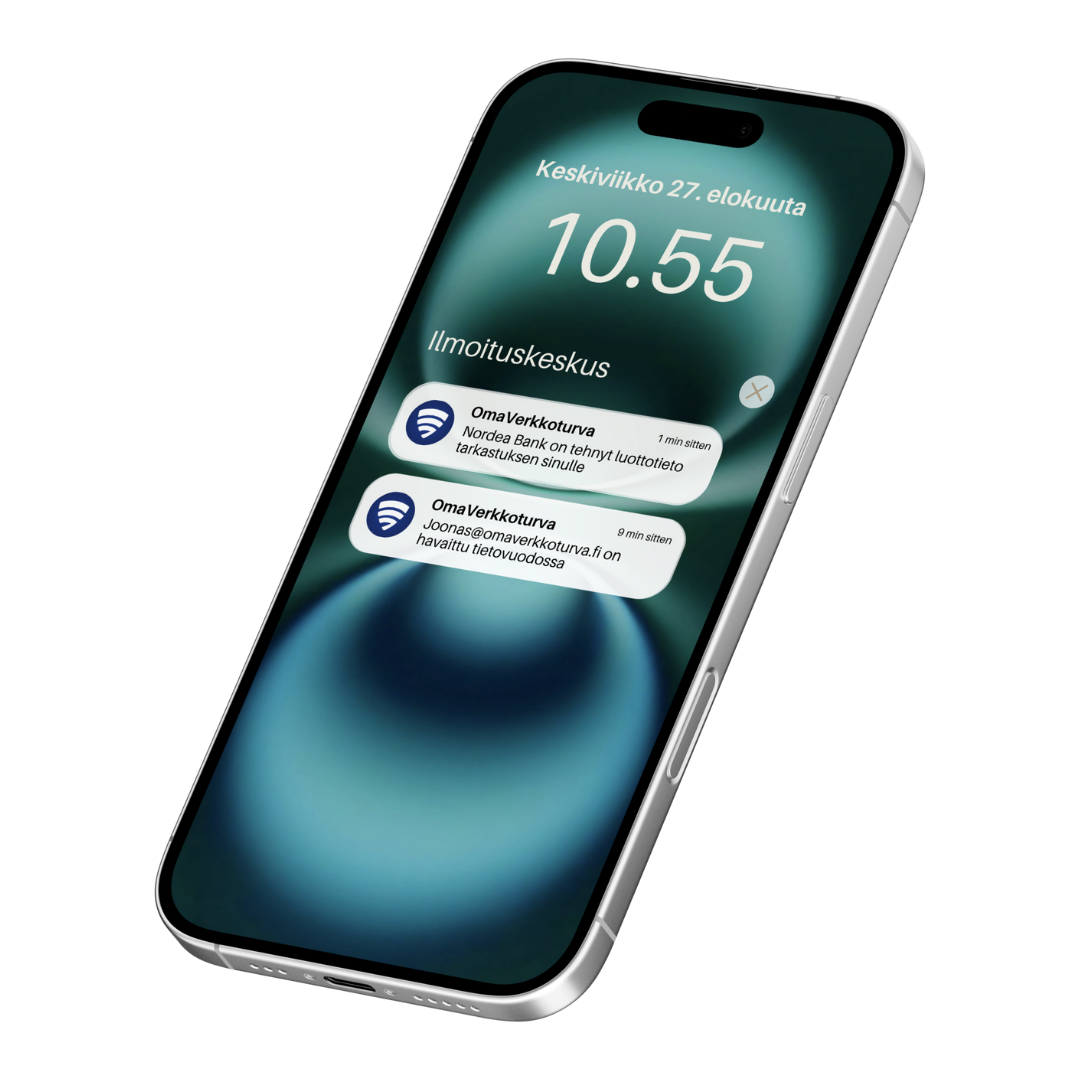 Keskiviikko 27. elokuuta
10.55
Ilmoituskeskus
OmaVerkkoturva
1 min sitten
Nordea Bank on tehnyt luottotieto
tarkastuksen sinulle
OmaVerkkoturva
9 min sitten
Joonas@omaverkkoturva.fi on
havaittu tietovuodossa